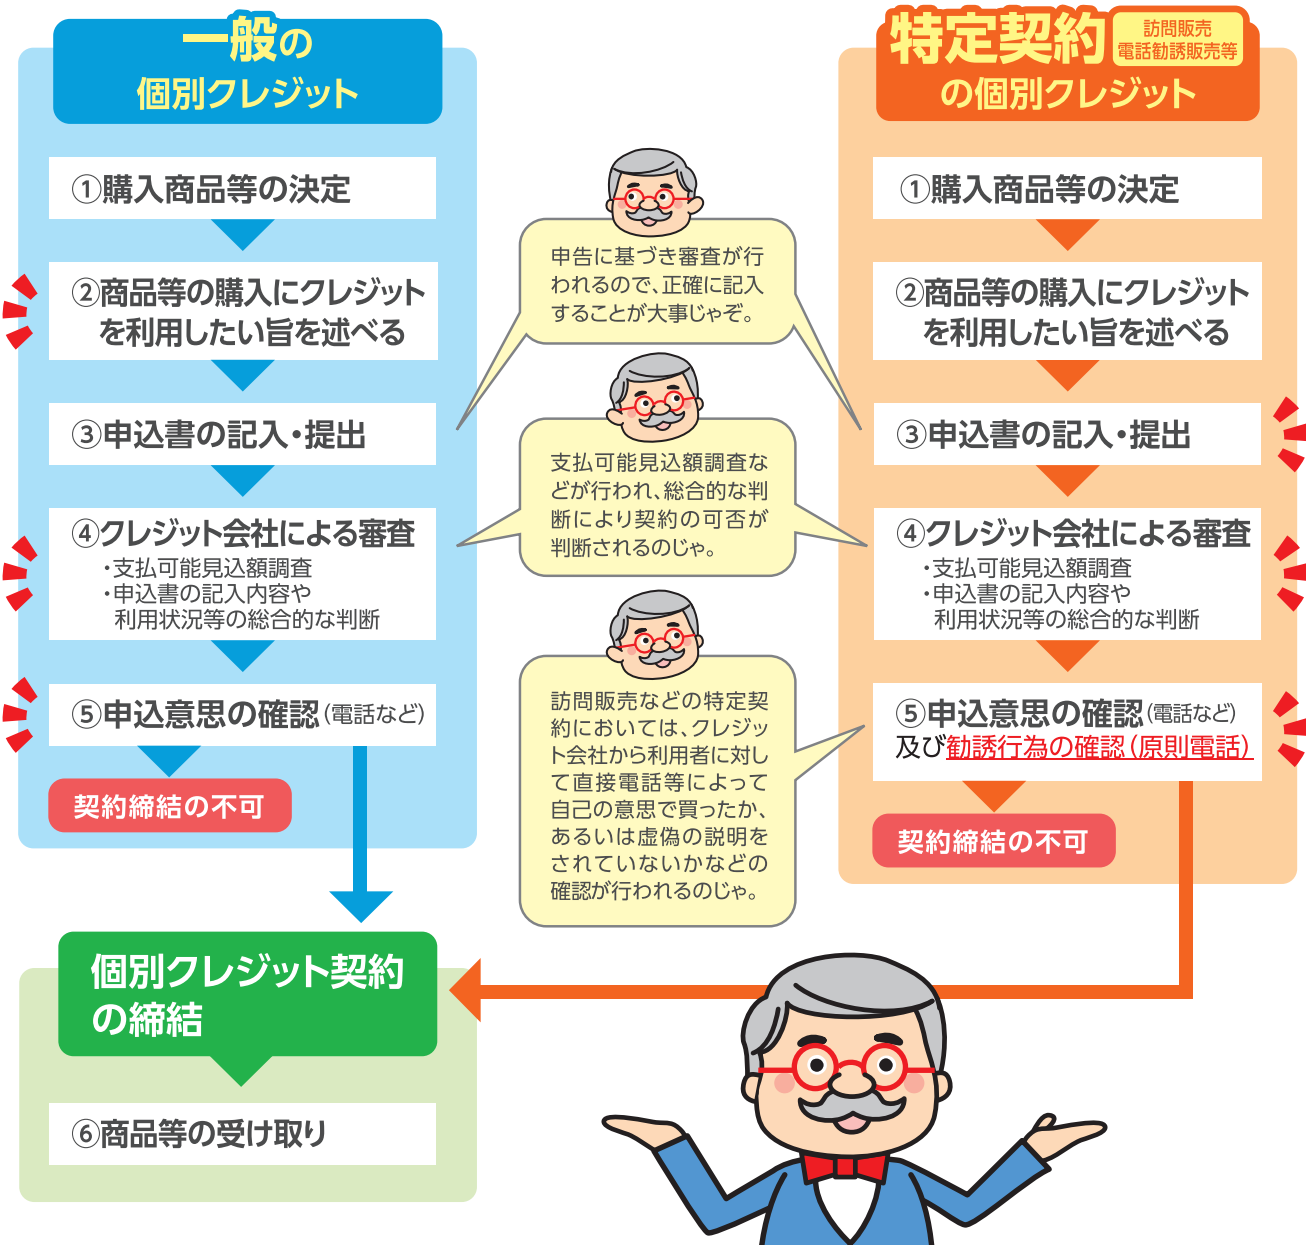 一般の
個別クレジット
①購入商品等の決定
②商品等の購入にクレジット
を利用したい旨を述べる
③申込書の記入・提出
④クレジット会社による審査
・支払可能見込額調査
・申込書の記入内容や
利用状況等の総合的な判断
⑤申込意思の確認（電話など）
契約締結の不可
個別クレジット契約
の締結
⑥商品等の受け取り
申告に基づき審査が行
われるので、正確に記入
することが大事じゃぞ。
支払可能見込額調査な
どが行われ、総合的な判
断により契約の可否が
判断されるのじゃ。
訪問販売などの特定契
約においては、クレジッ
ト会社から利用者に対し
て直接電話等によって
自己の意思で買ったか、
あるいは虚偽の説明を
されていないかなどの
確認が行われるのじゃ。
特定契約
訪問販売
電話勧誘販売等
の個別クレジット
①購入商品等の決定
②商品等の購入にクレジット
を利用したい旨を述べる
③申込書の記入・提出
④クレジット会社による審査
・支払可能見込額調査
・申込書の記入内容や
利用状況等の総合的な判断
⑤申込意思の確認（電話など）
及び勧誘行為の確認（原則電話）
契約締結の不可